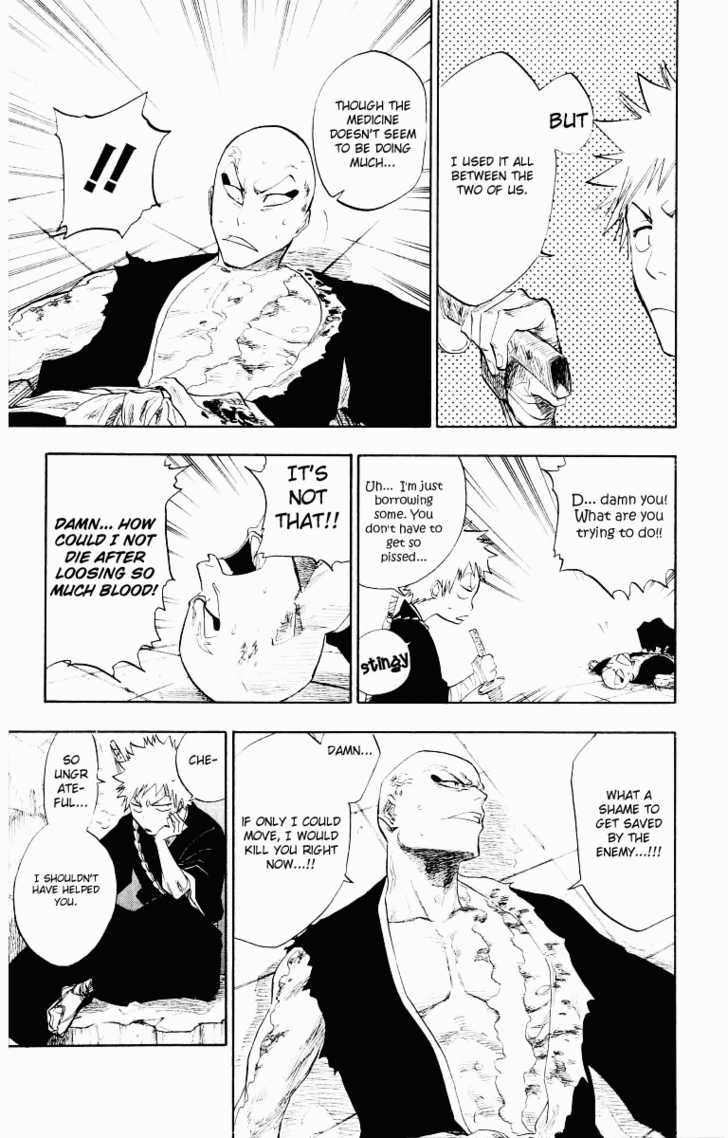 BUT
I USED IT ALL
BETWEEN THE
TWO OF US.
THOUGH THE
MEDICINE
DOESN'T SEEM
TO BE DOING
MUCH...
!!
D... damn you!
What are you
trying to do!!
Uh... I'm just
borrowing
some. You
don't have to
get so
pissed...
stingy
IT'S
NOT
THAT!!
DAMN... HOW
COULD I NOT
DIE AFTER
LOOSING SO
MUCH BLOOD!
WHAT A
SHAME TO
GET SAVED
BY THE
ENEMY...!!!
DAMN...
IF ONLY I COULD
MOVE, I WOULD
KILL YOU RIGHT
NOW...!!
CHE-
SO
UNGR
ATE-
FUL...
I SHOULDN'T
HAVE HELPED
YOU.